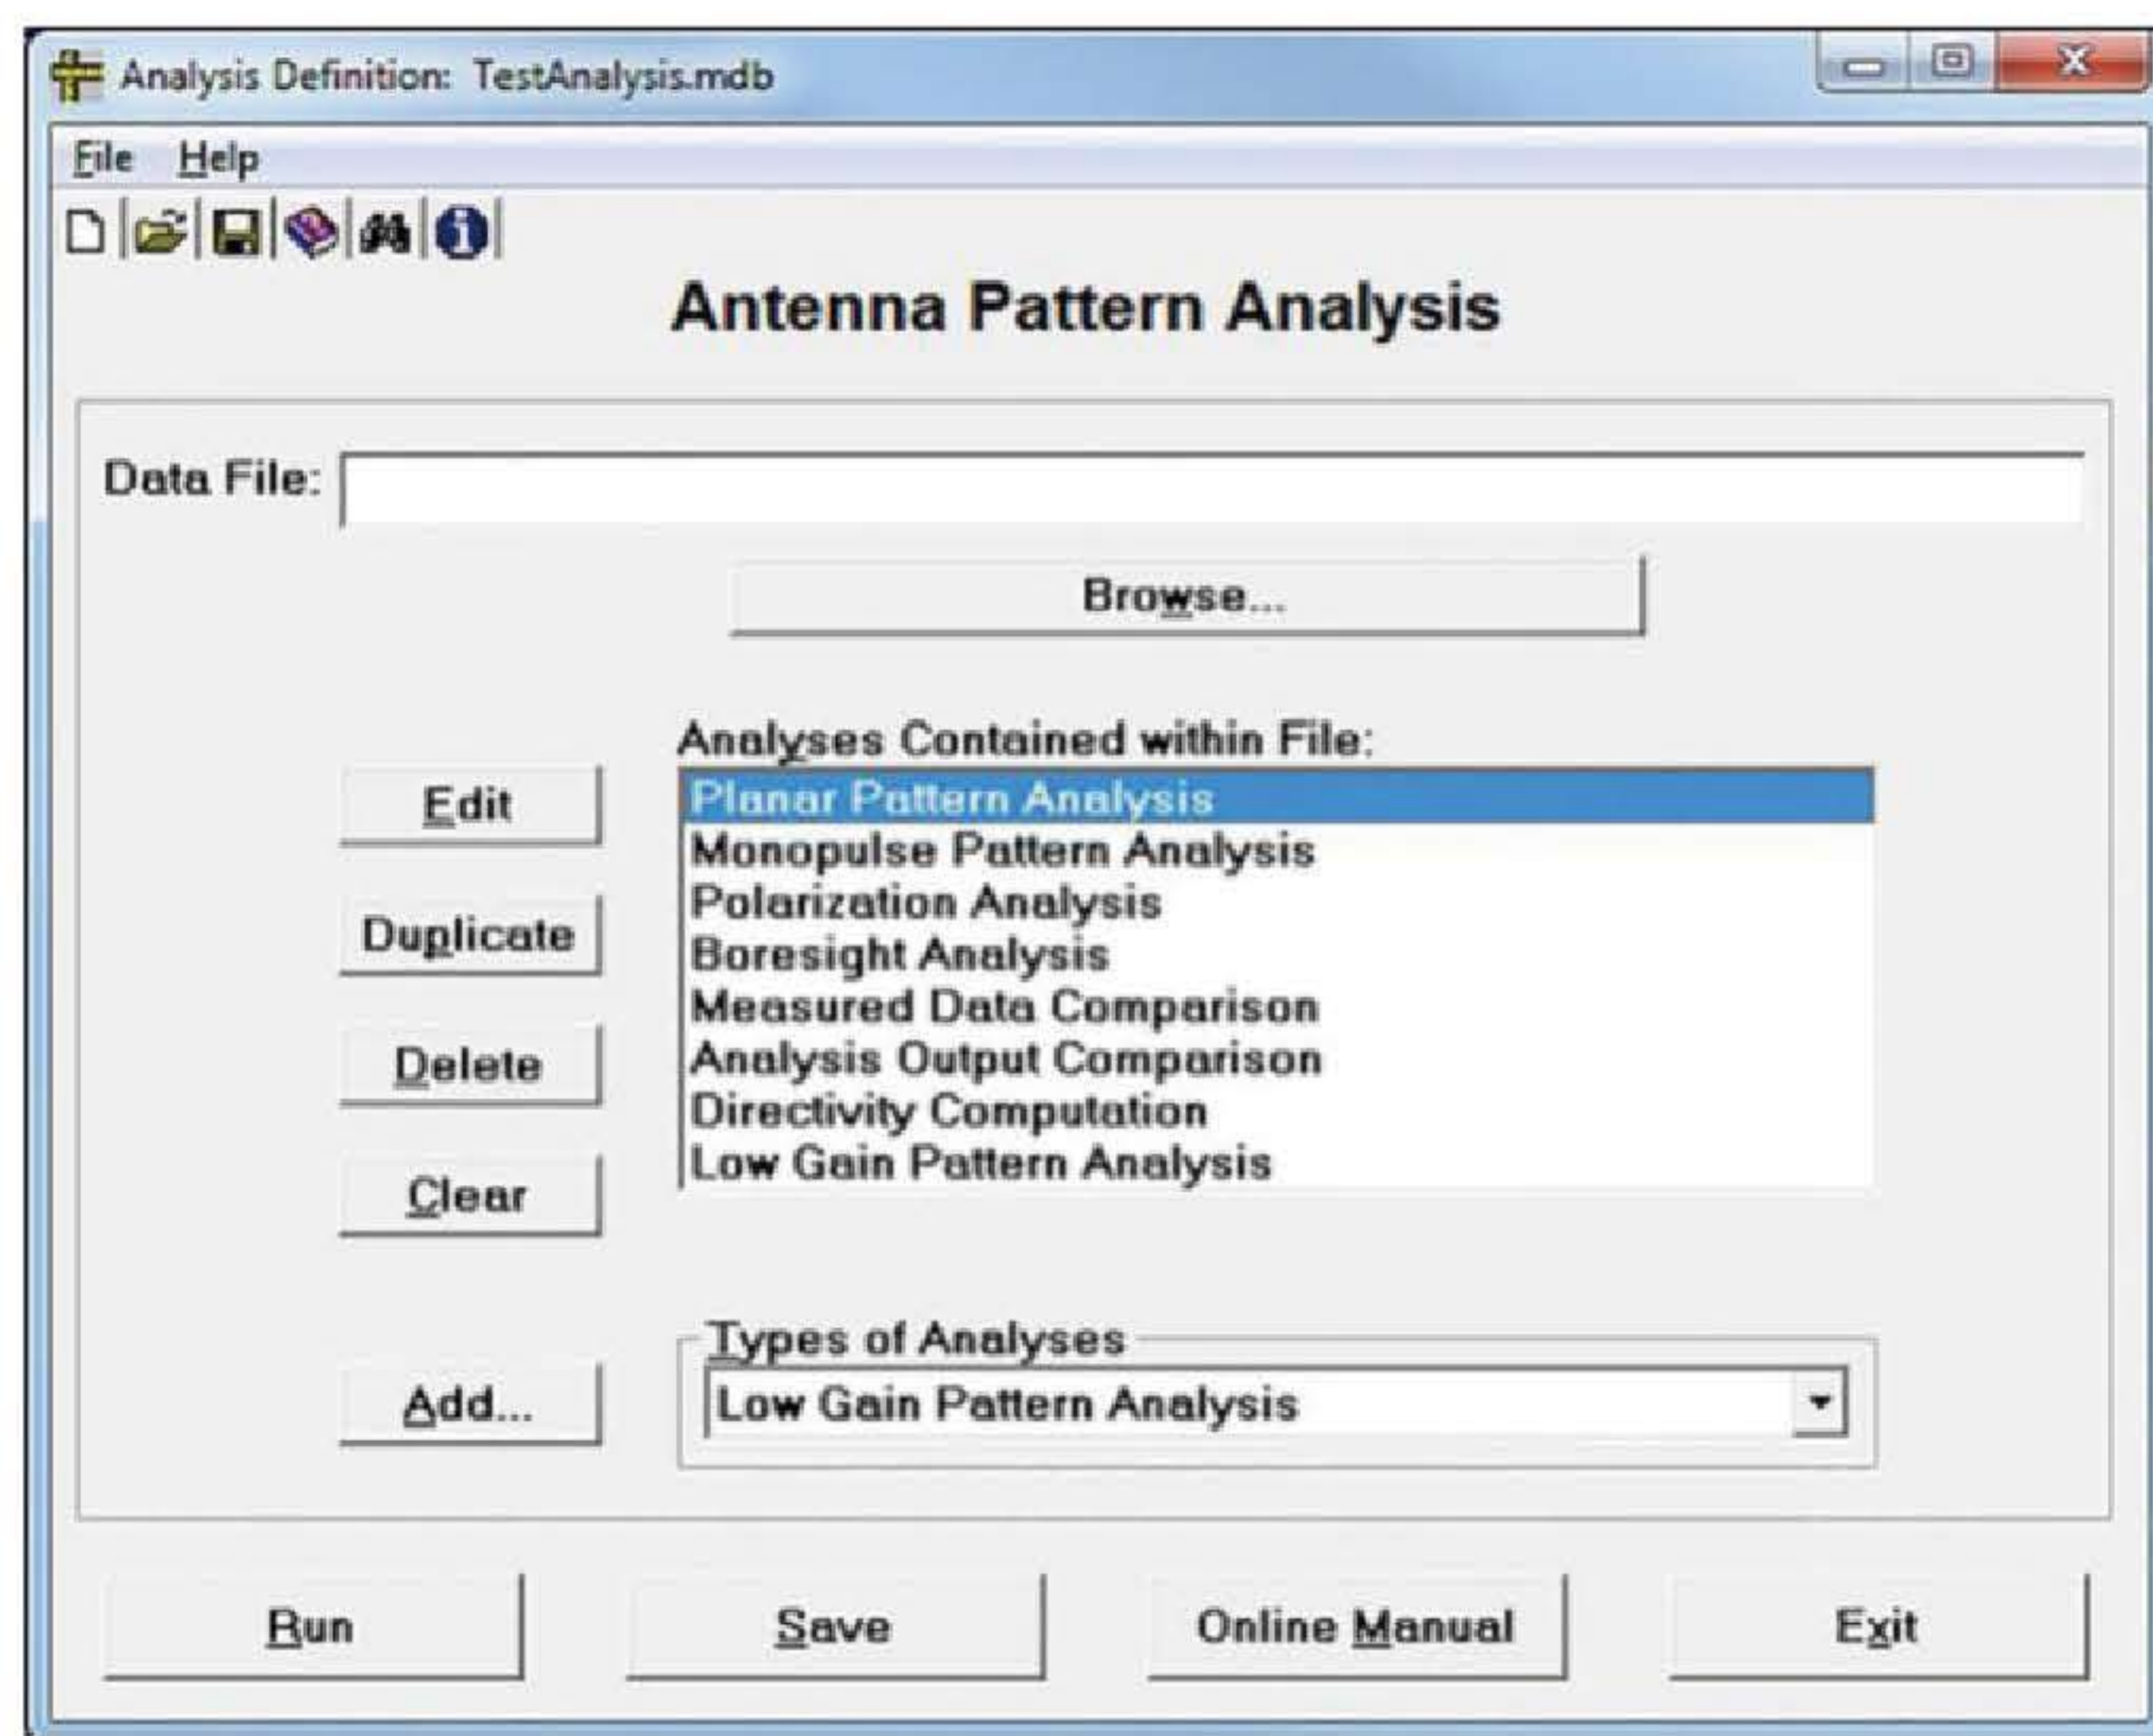 Analysis Definition: TestAnalysis.mdb
File Help
Antenna Pattern Analysis
Data File:
Browse...
Analyses Contained within File:
Edit
Planar Pattern Analysis
Monopulse Pattern Analysis
Polarization Analysis
Duplicate
Boresight Analysis
Measured Data Comparison
Analysis Output Comparison
Delete
Directivity Computation
Low Gain Pattern Analysis
Clear
Types of Analyses
Add...
Low Gain Pattern Analysis
Run Save Online Manual Exit